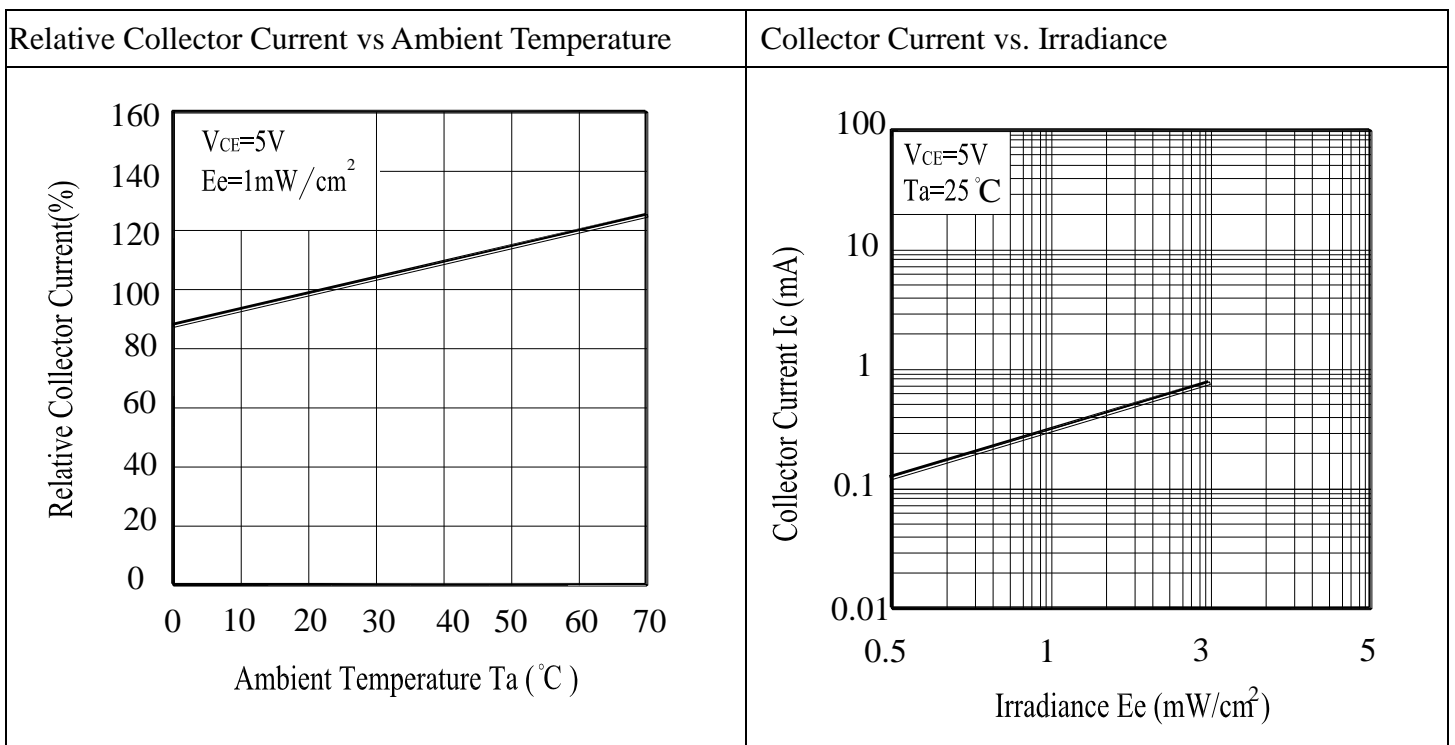 Relative Collector Current vs Ambient Temperature
Relative Collector Current(%)
160
140
120
100
80
60
40
20
0
VCE=5V
Ee=1mW/cm²
0 10 20 30 40 50 60 70
Ambient Temperature Ta (℃)
Collector Current vs. Irradiance
Collector Current Ic (mA)
100
10
1
0.1
0.01
VCE=5V
Ta=25 ℃
0.5 1 3 5
Irradiance Ee (mW/cm²)